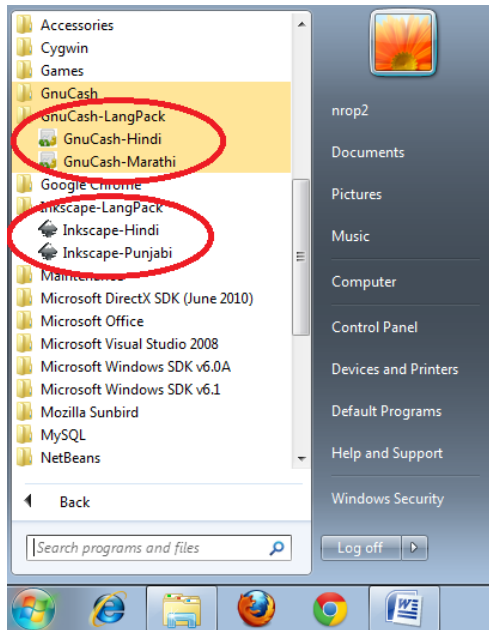 Accessories
Cygwin
Games
GnuCash
GnuCash-LangPack
GnuCash-Hindi
GnuCash-Marathi
Google Chrome
Inkscape-LangPack
Inkscape-Hindi
Inkscape-Punjabi
Maintenance
Microsoft DirectX SDK (June 2010)
Microsoft Office
Microsoft Visual Studio 2008
Microsoft Windows SDK v6.0A
Microsoft Windows SDK v6.1
Mozilla Sunbird
MySQL
NetBeans
Back
Search programs and files
nrop2
Documents
Pictures
Music
Computer
Control Panel
Devices and Printers
Default Programs
Help and Support
Windows Security
Log off
W